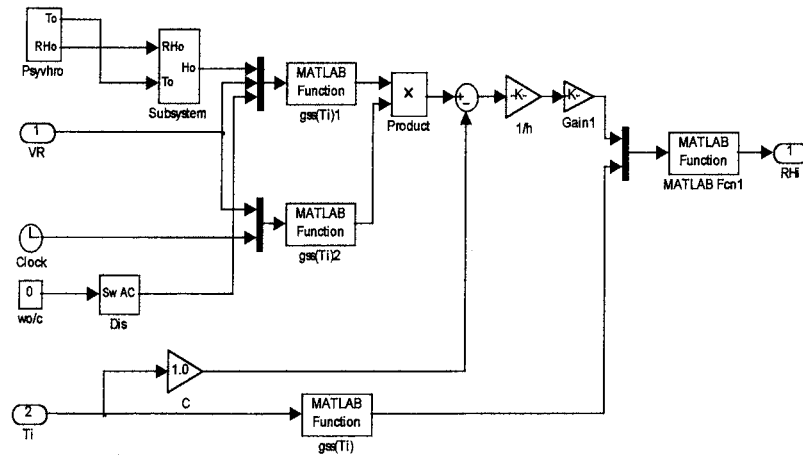 To
RHo
Psyvhro
RHo
Ho
To
Subsystem
MATLAB
Function
gss(Ti)1
x
Product
+
-
-K-
1/h
K-
Gain1
1
VR
MATLAB
Function
MATLAB Fcn1
1
RHi
MATLAB
Function
gss(Ti)2
Clock
0
wo/c
Sw AC
Dis
1.0
C
2
Ti
MATLAB
Function
gss(Ti)